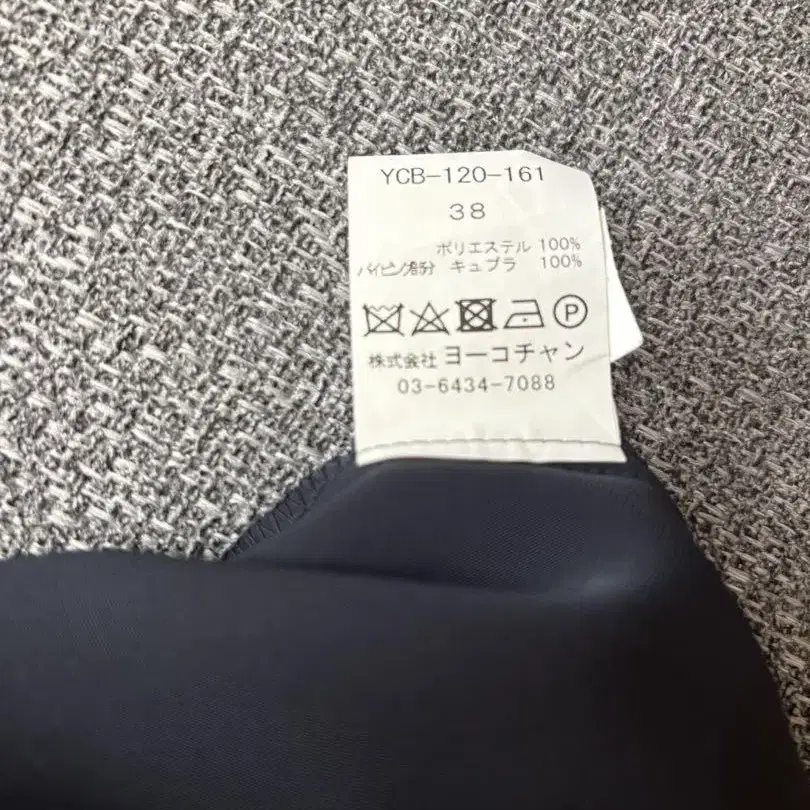 YCB-120-161
38
ポリエステル 100%
パイピング部分 キュプラ 100%
P
株式会社 ヨーコチャン
03-6434-7088